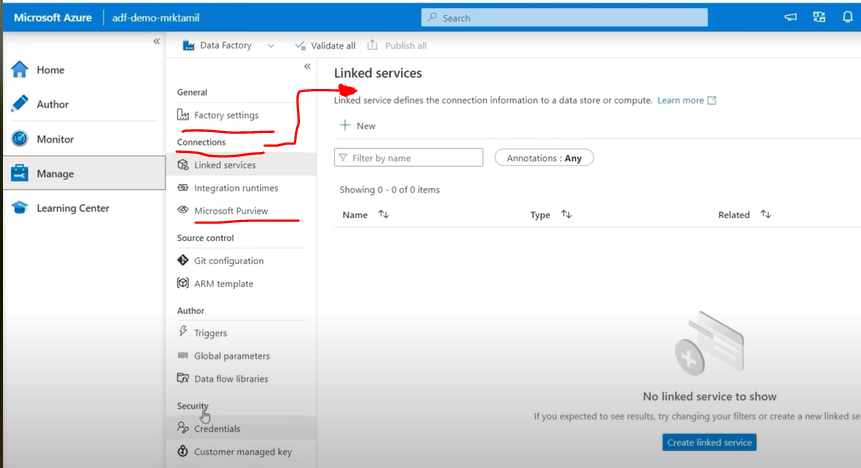 Microsoft Azure
adf-demo-mrktamil
Search
Home
Author
Monitor
Manage
Learning Center
Data Factory
Validate all
Publish all
General
Factory settings
Connections
Linked services
Integration runtimes
Microsoft Purview
Source control
Git configuration
ARM template
Author
Triggers
Global parameters
Data flow libraries
Security
Credentials
Customer managed key
Linked services
Linked service defines the connection information to a data store or compute. Learn more
New
Filter by name
Annotations : Any
Showing 0 - 0 of 0 items
Name Type Related
No linked service to show
If you expected to see results, try changing your filters or create a new linked se
Create linked service